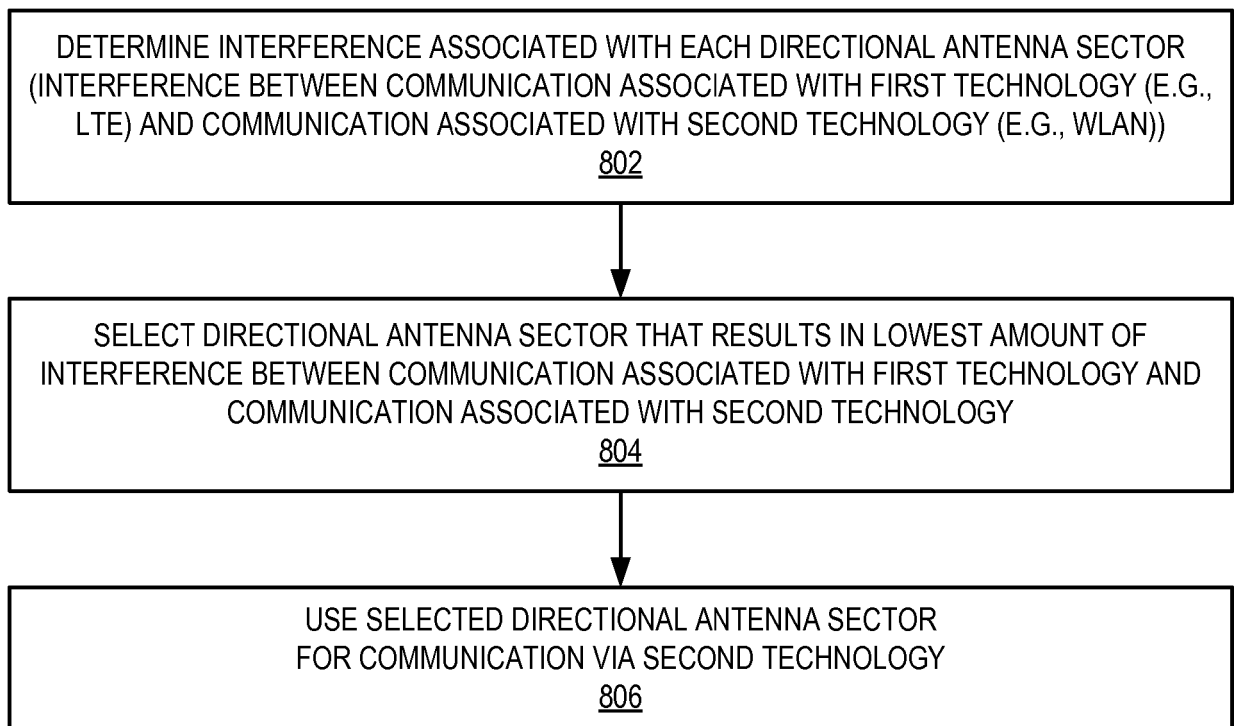 DETERMINE INTERFERENCE ASSOCIATED WITH EACH DIRECTIONAL ANTENNA SECTOR
(INTERFERENCE BETWEEN COMMUNICATION ASSOCIATED WITH FIRST TECHNOLOGY (E.G.,
LTE) AND COMMUNICATION ASSOCIATED WITH SECOND TECHNOLOGY (E.G., WLAN))
802
SELECT DIRECTIONAL ANTENNA SECTOR THAT RESULTS IN LOWEST AMOUNT OF
INTERFERENCE BETWEEN COMMUNICATION ASSOCIATED WITH FIRST TECHNOLOGY AND
COMMUNICATION ASSOCIATED WITH SECOND TECHNOLOGY
804
USE SELECTED DIRECTIONAL ANTENNA SECTOR
FOR COMMUNICATION VIA SECOND TECHNOLOGY
806